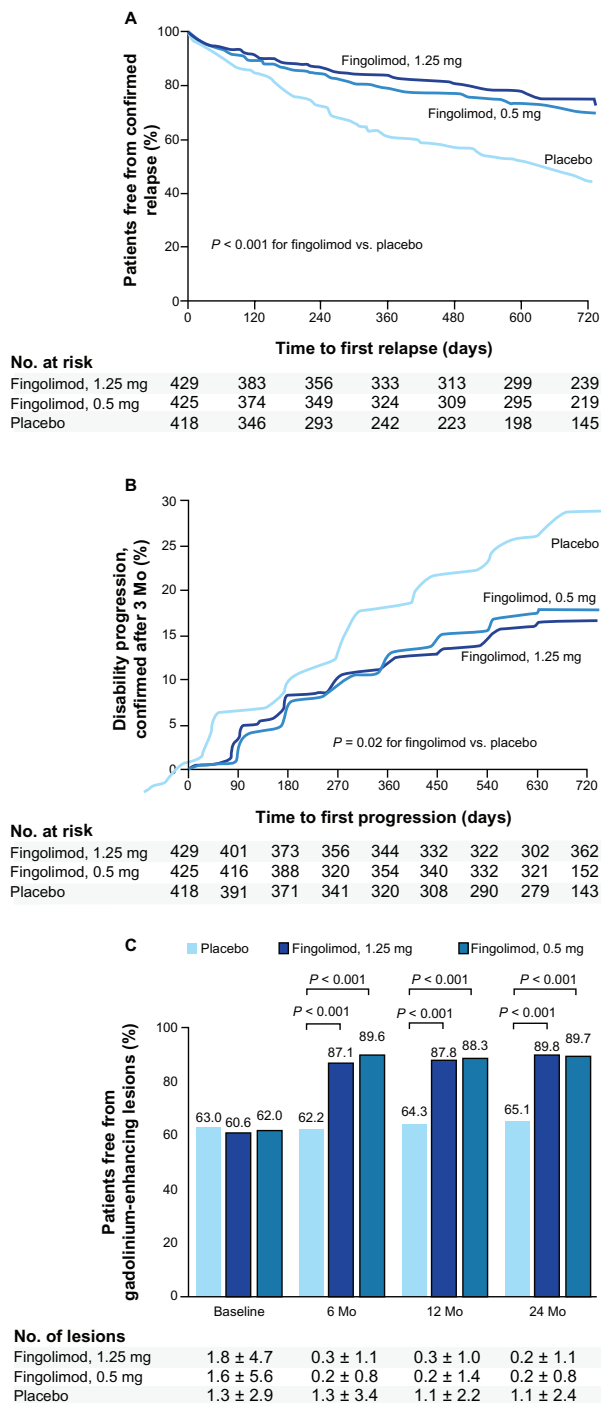 A
Patients free from confirmed
relapse (%)
100
80
60
40
20
0
Fingolimod, 1.25 mg
Fingolimod, 0.5 mg
Placebo
P < 0.001 for fingolimod vs. placebo
0 120 240 360 480 600 720
Time to first relapse (days)
No. at risk
Fingolimod, 1.25 mg 429 383 356 333 313 299 239
Fingolimod, 0.5 mg 425 374 349 324 309 295 219
Placebo 418 346 293 242 223 198 145
B
Disability progression,
confirmed after 3 Mo (%)
30
25
20
15
10
5
0
Placebo
Fingolimod, 0.5 mg
Fingolimod, 1.25 mg
P = 0.02 for fingolimod vs. placebo
0 90 180 270 360 450 540 630 720
Time to first progression (days)
No. at risk
Fingolimod, 1.25 mg 429 401 373 356 344 332 322 302 362
Fingolimod, 0.5 mg 425 416 388 320 354 340 332 321 152
Placebo 418 391 371 341 320 308 290 279 143
C
Placebo Fingolimod, 1.25 mg Fingolimod, 0.5 mg
P < 0.001 P < 0.001 P < 0.001
P < 0.001 P < 0.001 P < 0.001
Patients free from
gadolinium-enhancing lesions (%)
100
80
60
40
20
0
63.0 60.6 62.0 62.2 87.1 89.6 64.3 87.8 88.3 65.1 89.8 89.7
Baseline 6 Mo 12 Mo 24 Mo
No. of lesions
Fingolimod, 1.25 mg 1.8 ± 4.7 0.3 ± 1.1 0.3 ± 1.0 0.2 ± 1.1
Fingolimod, 0.5 mg 1.6 ± 5.6 0.2 ± 0.8 0.2 ± 1.4 0.2 ± 0.8
Placebo 1.3 ± 2.9 1.3 ± 3.4 1.1 ± 2.2 1.1 ± 2.4